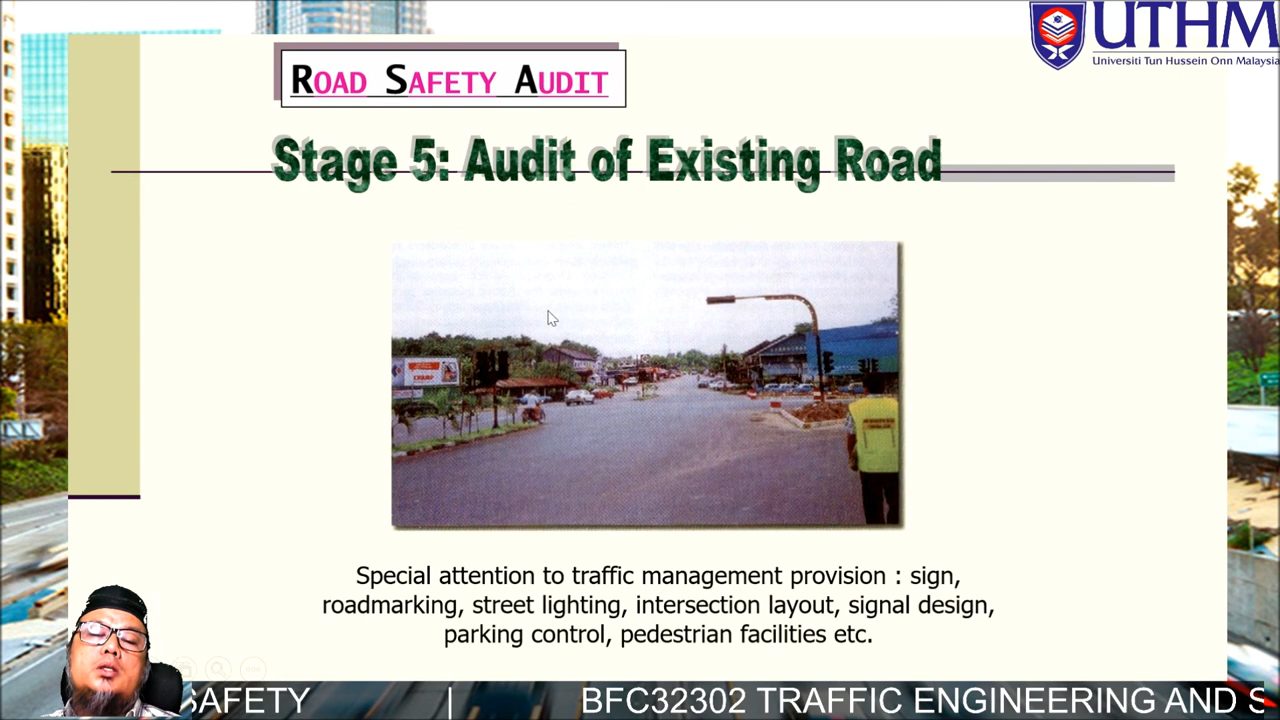 UTHM
Universiti Tun Hussein Onn Malaysia
ROAD SAFETY AUDIT
Stage 5: Audit of Existing Road
Special attention to traffic management provision : sign,
roadmarking, street lighting, intersection layout, signal design,
parking control, pedestrian facilities etc.
SAFETY | BFC32302 TRAFFIC ENGINEERING AND S